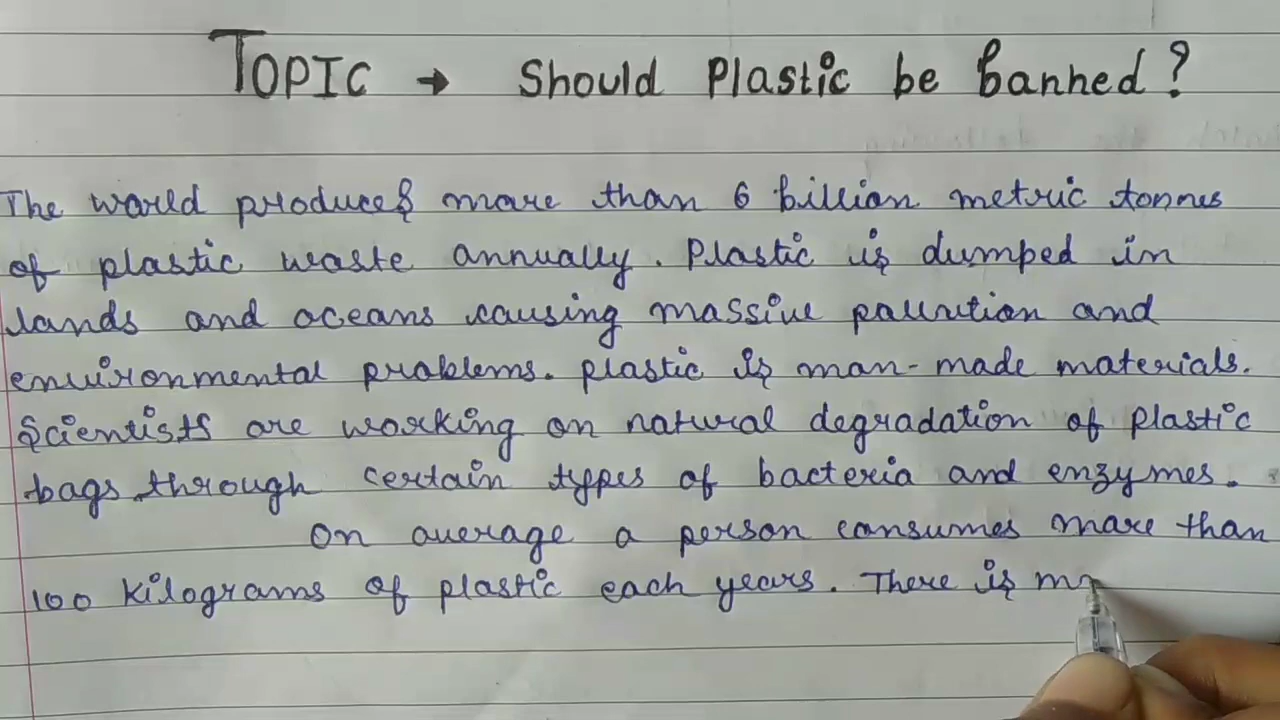 TOPIC → Should Plastic be banned?
The world produces more than 6 billion metric tonnes
of plastic waste annually. Plastic is dumped in
lands and oceans causing massive pollution and
environmental problems. plastic is man-made materials.
Scientists are working on natural degradation of plastic
bags through certain types of bacteria and enzymes.
On average a person consumes more than
100 kilograms of plastic each years. There is